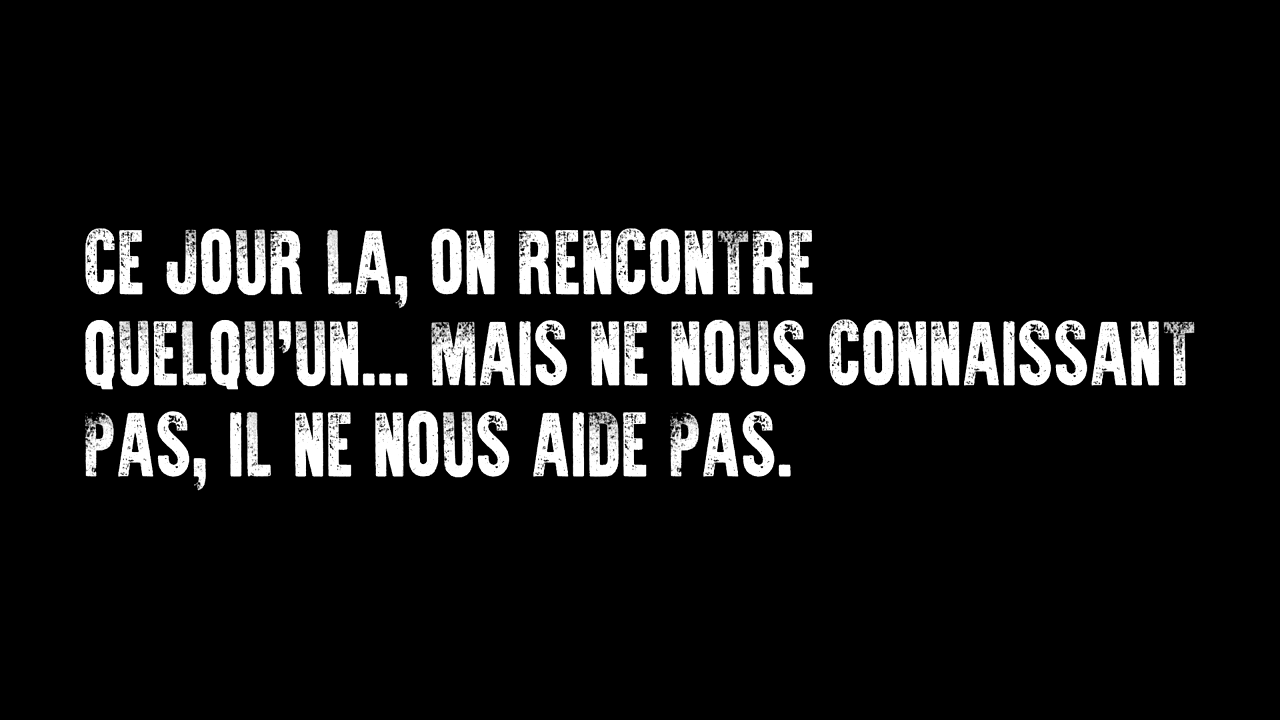 CE JOUR LA, ON RENCONTRE
QUELQU'UN... MAIS NE NOUS CONNAISSANT
PAS, IL NE NOUS AIDE PAS.